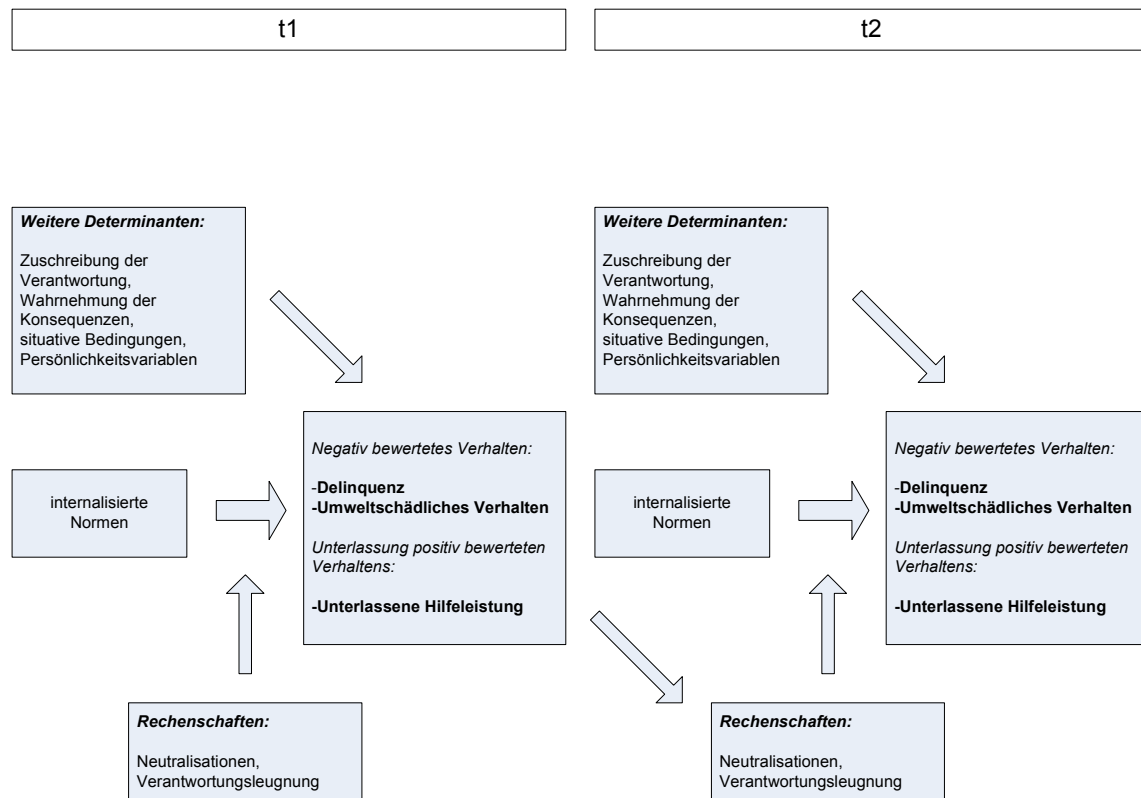 t1
t2
Weitere Determinanten:
Zuschreibung der
Verantwortung,
Wahrnehmung der
Konsequenzen,
situative Bedingungen,
Persönlichkeitsvariablen
internalisierte
Normen
Negativ bewertetes Verhalten:
-Delinquenz
-Umweltschädliches Verhalten
Unterlassung positiv bewerteten
Verhaltens:
-Unterlassene Hilfeleistung
Rechenschaften:
Neutralisationen,
Verantwortungsleugnung
Weitere Determinanten:
Zuschreibung der
Verantwortung,
Wahrnehmung der
Konsequenzen,
situative Bedingungen,
Persönlichkeitsvariablen
internalisierte
Normen
Negativ bewertetes Verhalten:
-Delinquenz
-Umweltschädliches Verhalten
Unterlassung positiv bewerteten
Verhaltens:
-Unterlassene Hilfeleistung
Rechenschaften:
Neutralisationen,
Verantwortungsleugnung